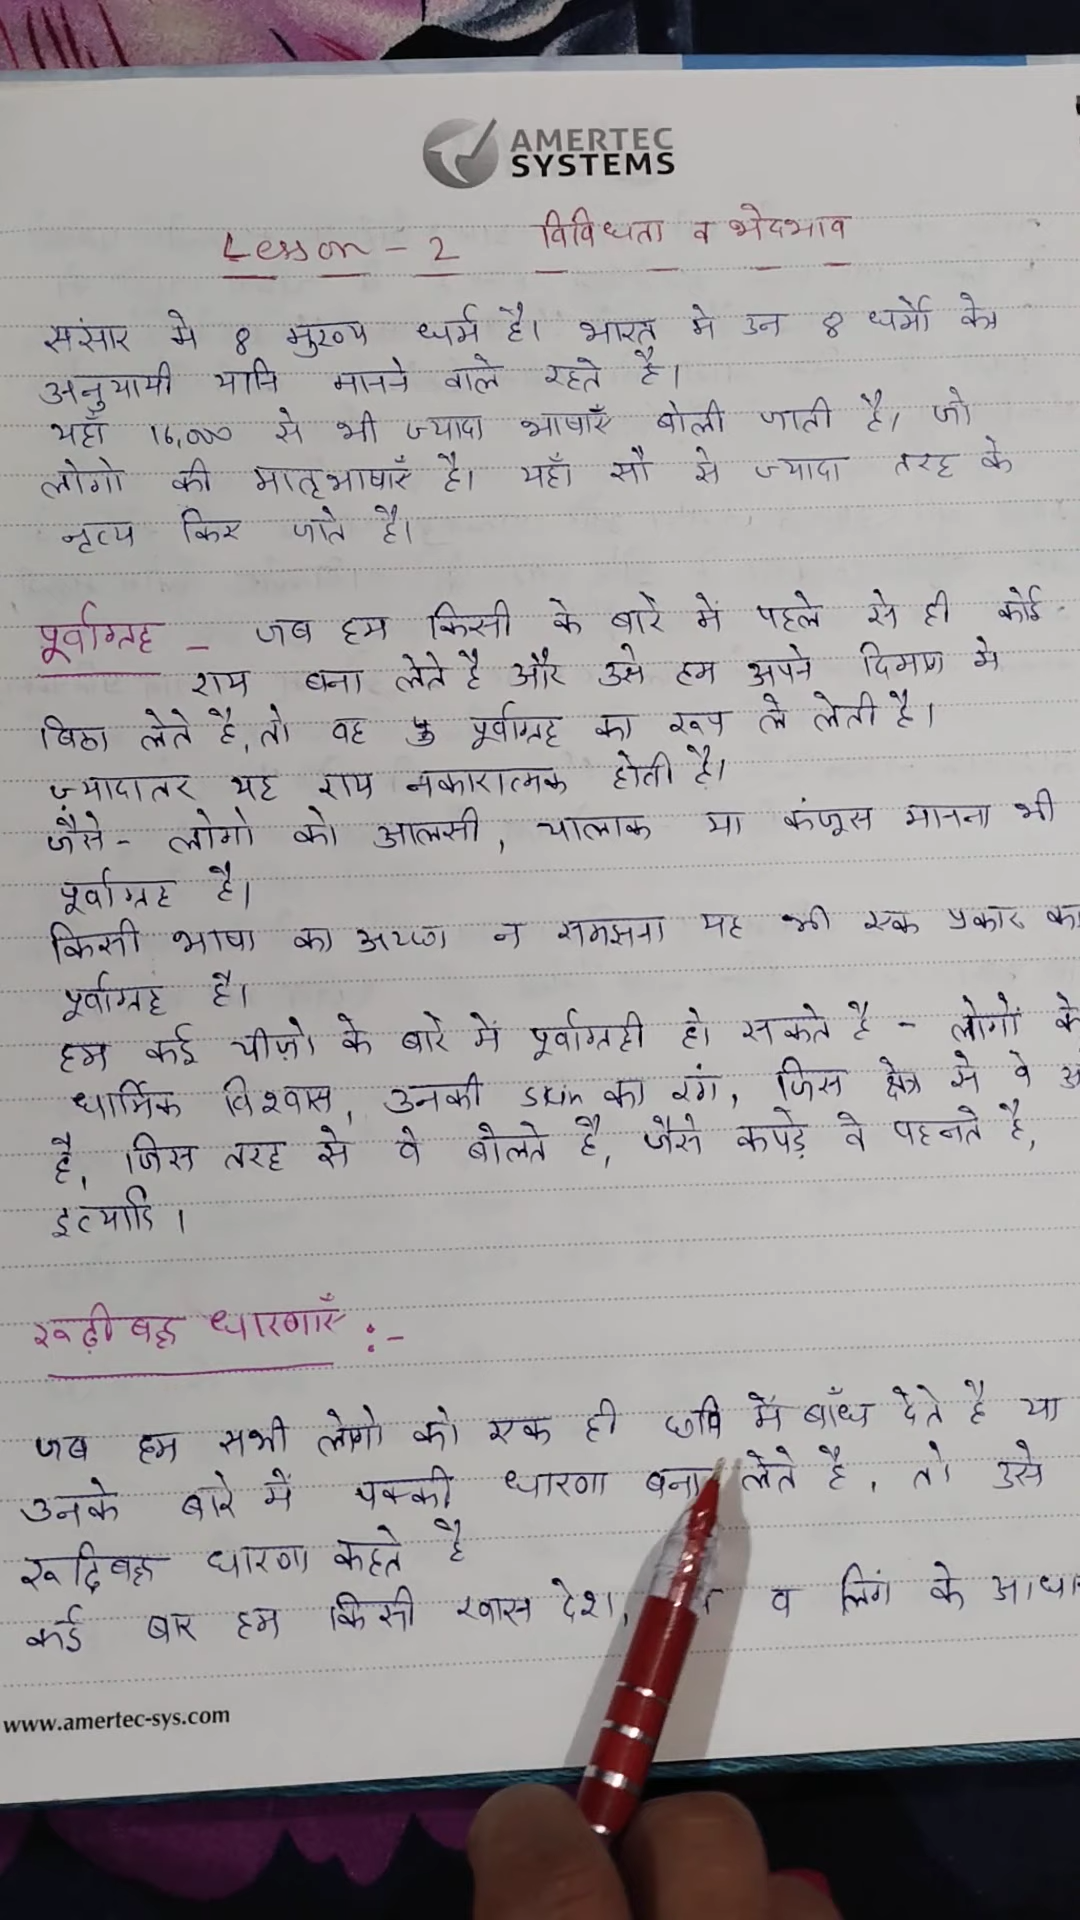 AMERTEC
SYSTEMS
Lesson - 2 विविधता व भेदभाव
संसार मे 8 मुख्य धर्म है। भारत मे उन 8 धर्मो के
अनुयायी यानि मानने वाले रहते है।
यहाँ 16,000 से भी ज्यादा भाषाएँ बोली जाती है, जो
लोगो की मातृभाषाएँ है। यहाँ सौ से ज्यादा तरह के
नृत्य किए जाते है।
पूर्वाग्रह - जब हम किसी के बारे में पहले से ही कोई
राय बना लेते है और उसे हम अपने दिमाग मे
बिठा लेते है, तो वह पूर्वाग्रह का रूप ले लेती है।
ज़्यादातर यह राय नकारात्मक होती है।
जैसे - लोगो को आलसी, चालाक या कंजूस मानना भी
पूर्वाग्रह है।
किसी भाषा का अच्छा न समझना यह भी एक प्रकार का
पूर्वाग्रह है।
हम कई चीज़ो के बारे में पूर्वाग्रही हो सकते है - लोगों के
धार्मिक विश्वास, उनकी skin का रंग, जिस क्षेत्र से वे
है, जिस तरह से वे बोलते है, जैसे कपड़े वे पहनते है,
इत्यादि।
रूढ़ीबद्ध धारणाएँ :-
जब हम सभी लोगो को एक ही छवि में बाँध देते है या
उनके बारे में पक्की धारणा बना लेते है, तो उसे
रूढ़िबद्ध धारणा कहते है
कई बार हम किसी खास देश, व लिंग के
www.amertec-sys.com